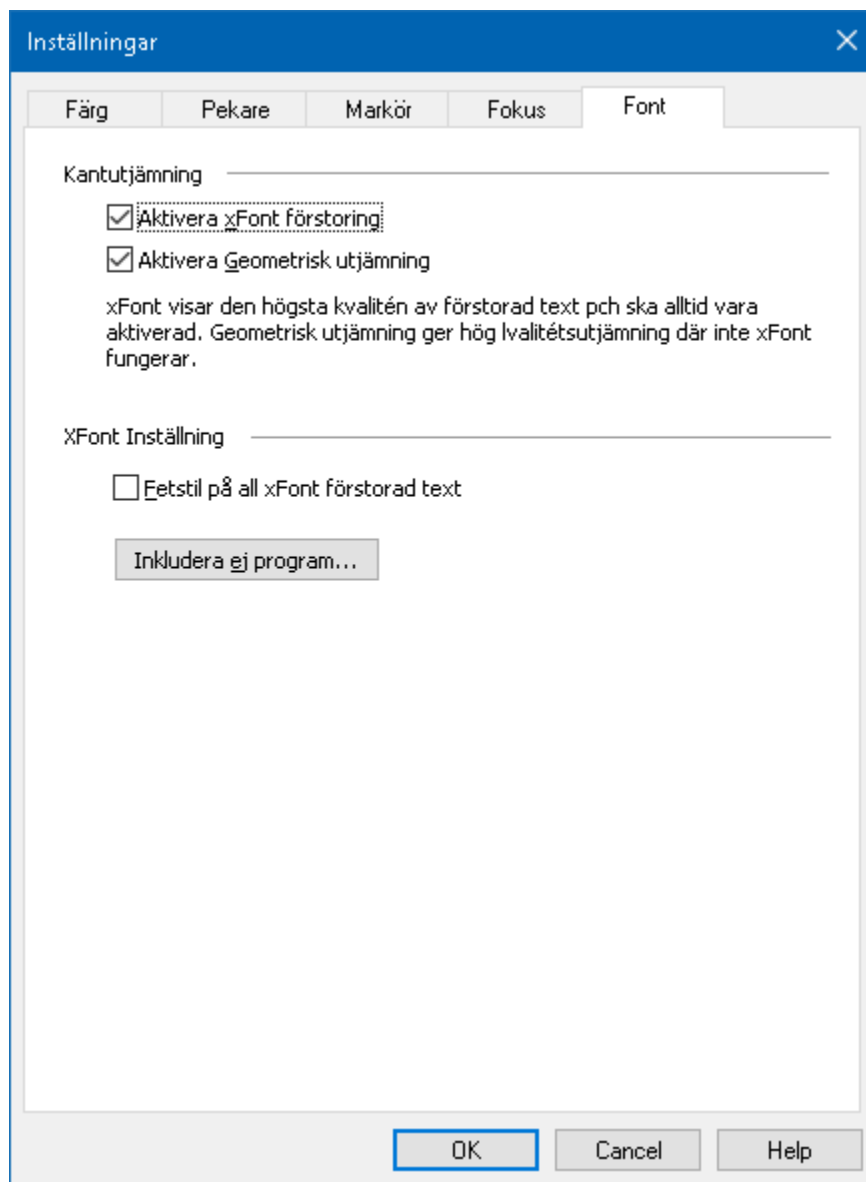 Inställningar
Färg
Pekare
Markör
Fokus
Font
Kantutjämning
Aktivera xFont förstoring
Aktivera Geometrisk utjämning
xFont visar den högsta kvalitén av förstorad text pch ska alltid vara
aktiverad. Geometrisk utjämning ger hög lvalitétsutjämning där inte xFont
fungerar.
XFont Inställning
Fetstil på all xFont förstorad text
Inkludera ej program...
OK
Cancel
Help